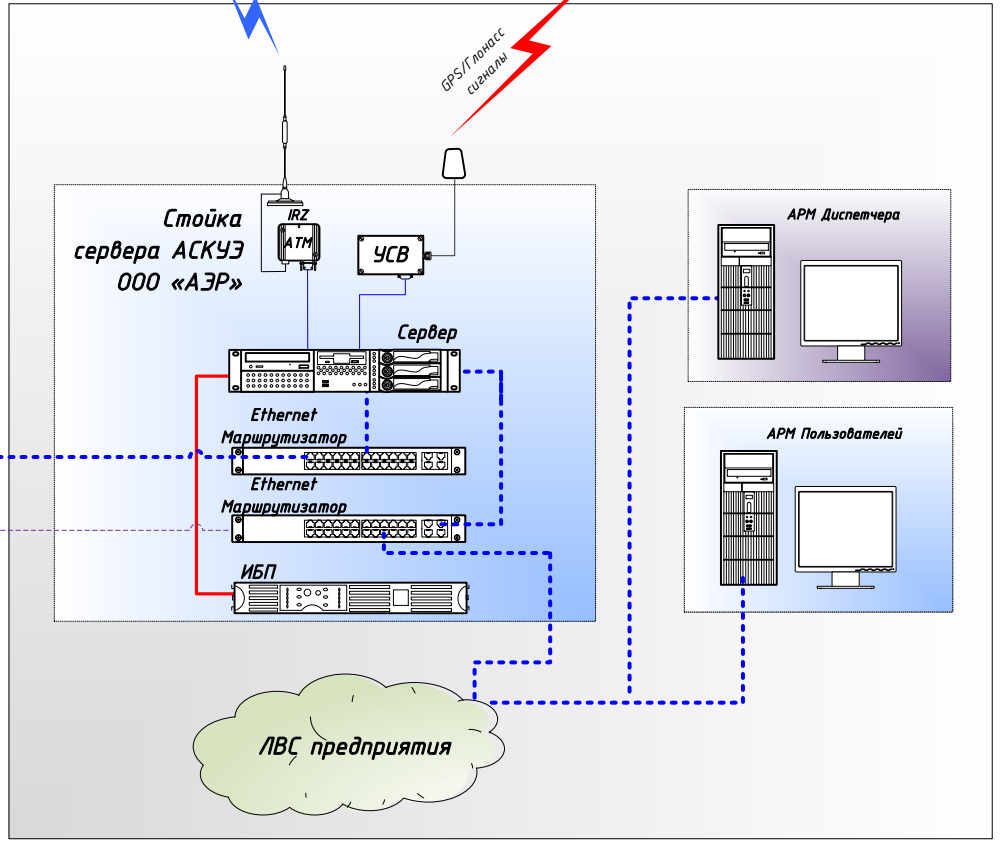 GPS/Глонасс
сигналы
Стойка
сервера АСКУЭ
ООО «АЭР»
IRZ
ATM
УСВ
Сервер
Ethernet
Маршрутизатор
Ethernet
Маршрутизатор
ИБП
АРМ Диспетчера
АРМ Пользователей
ЛВС предприятия